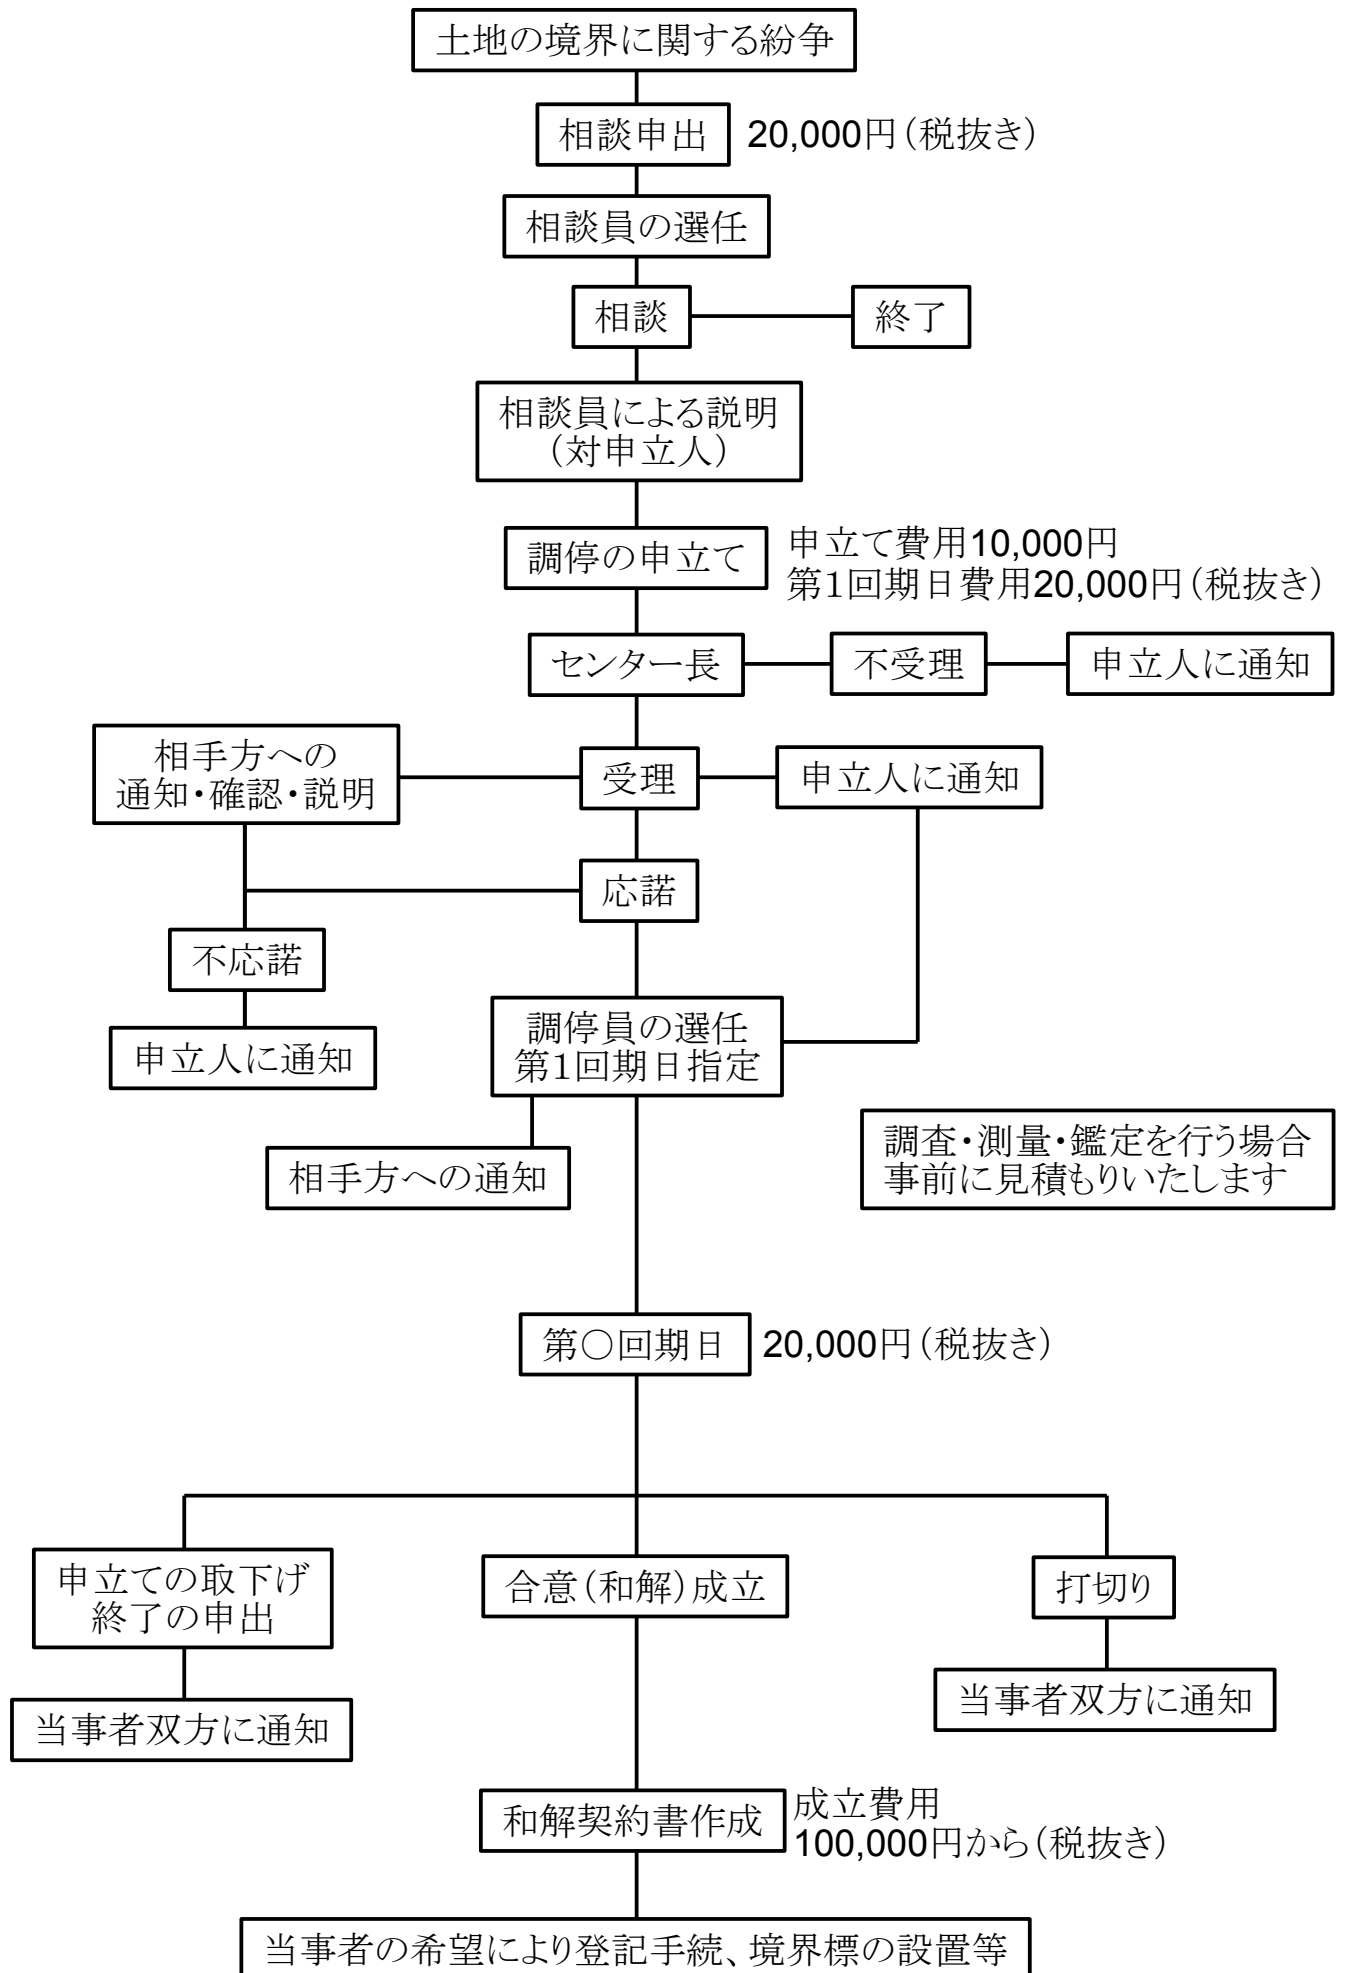 土地の境界に関する紛争
相談申出
20,000円（税抜き）
相談員の選任
相談
終了
相談員による説明
（対申立人）
調停の申立て
申立て費用10,000円
第１回期日費用20,000円（税抜き）
センター長
不受理
申立人に通知
相手方への
通知・確認・説明
受理
申立人に通知
応諾
不応諾
申立人に通知
調停員の選任
第１回期日指定
相手方への通知
調査・測量・鑑定を行う場合
事前に見積もりいたします
第〇回期日
20,000円（税抜き）
申立ての取下げ
終了の申出
合意（和解）成立
打切り
当事者双方に通知
当事者双方に通知
和解契約書作成
成立費用
100,000円から（税抜き）
当事者の希望により登記手続、境界標の設置等